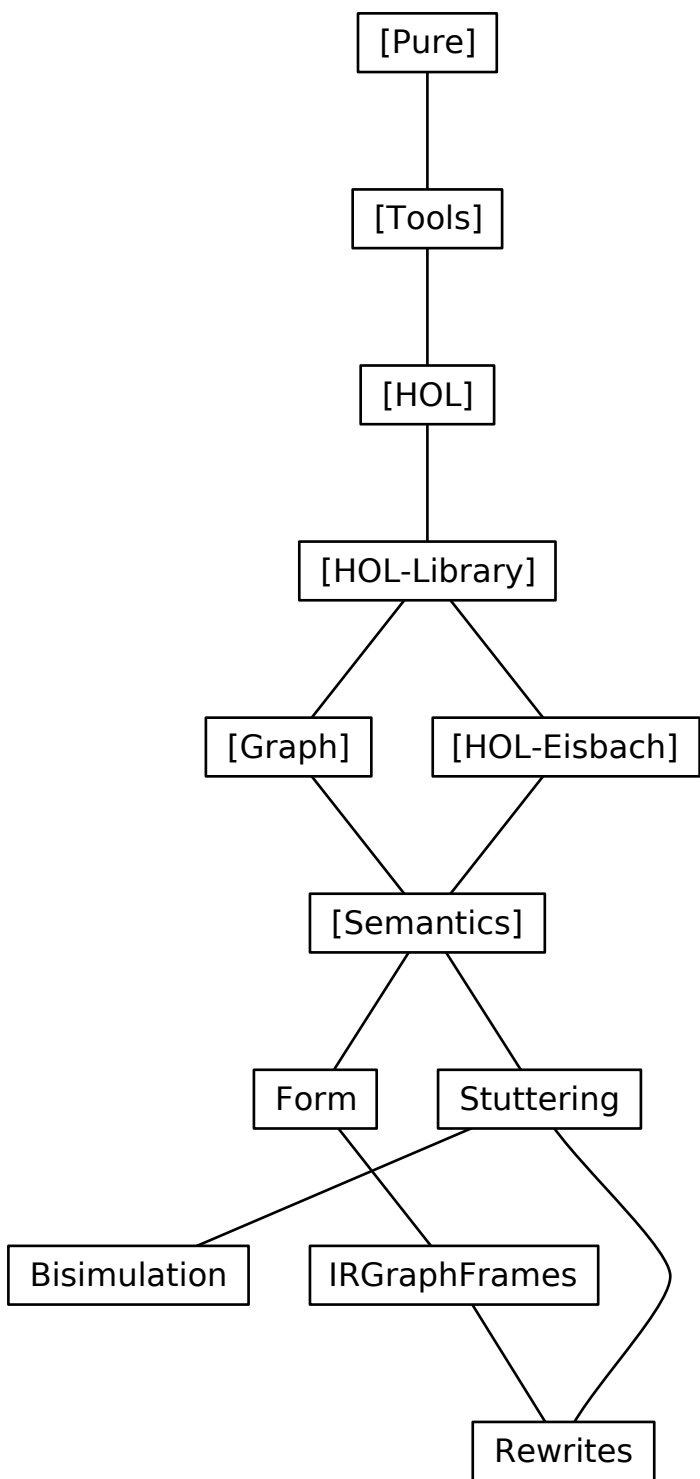 [Pure]
[Tools]
[HOL]
[HOL-Library]
[Graph]
[HOL-Eisbach]
[Semantics]
Form
Stuttering
Bisimulation
IRGraphFrames
Rewrites